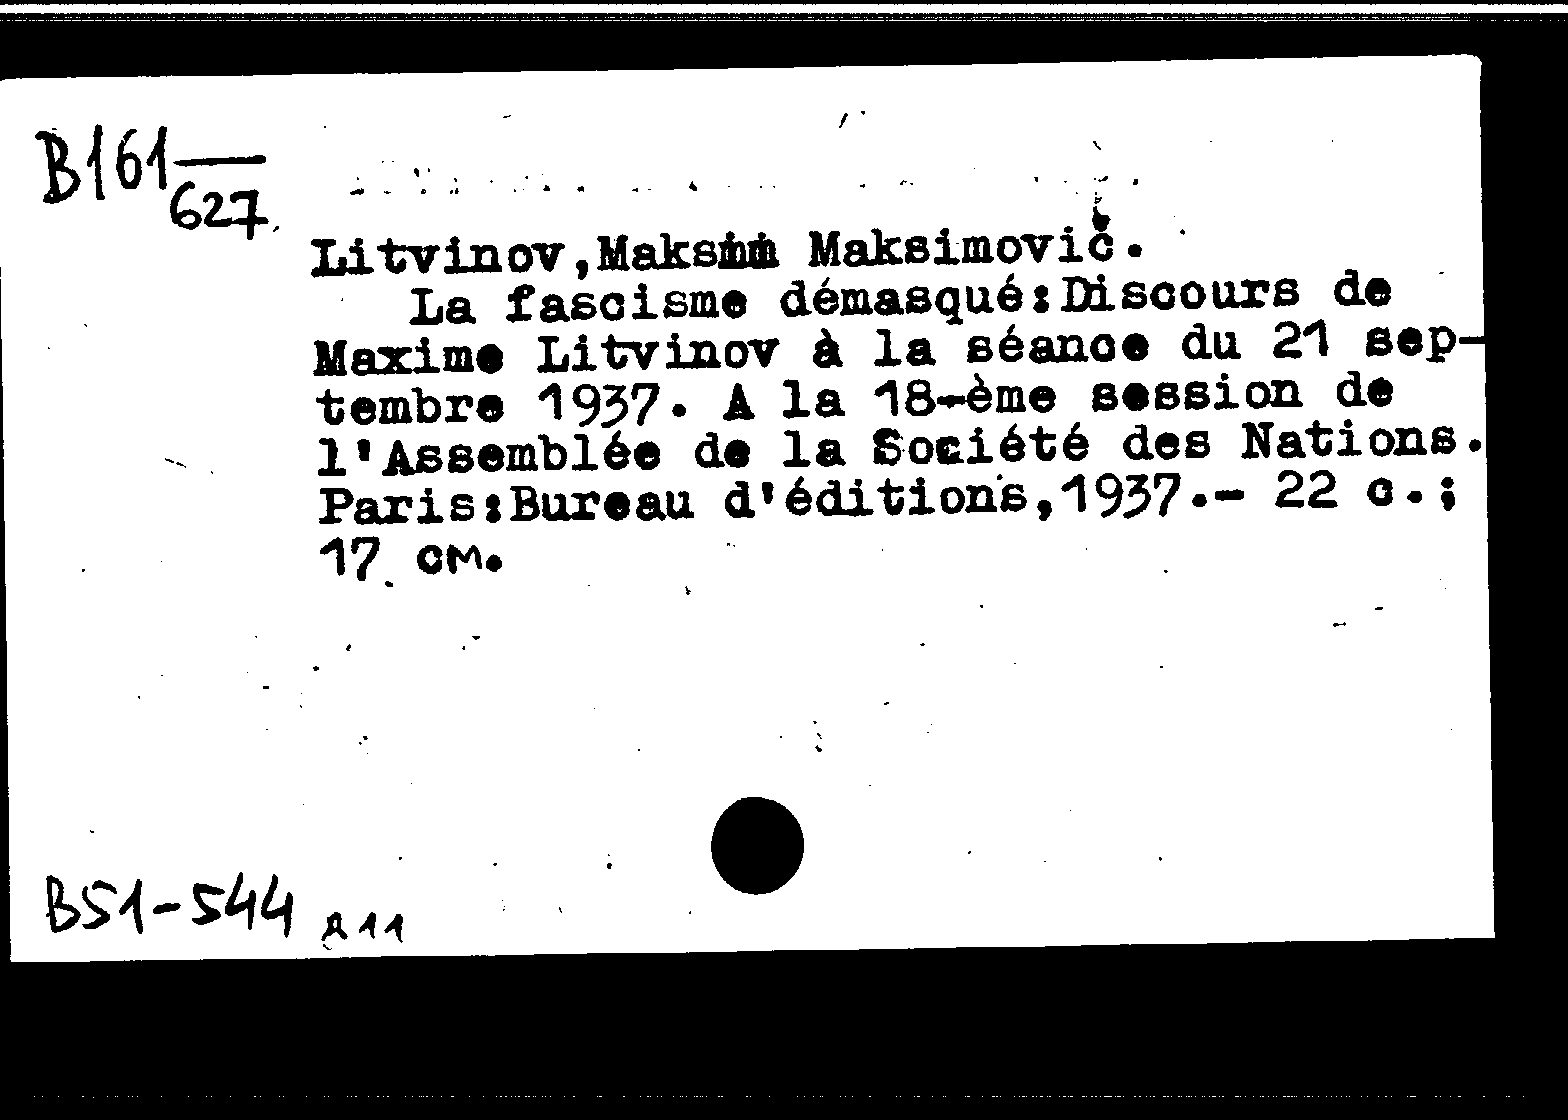 B161
627
Litvinov,Maksim Maksimovič.
La fascisme démasqué:Discours de
Maxime Litvinov à la séance du 21 sep-
tembre 1937. A la 18-ème session de
l'Assemblée de la Société des Nations.
Paris:Bureau d'éditions,1937.- 22 c.;
17 см.
B51-544 л11